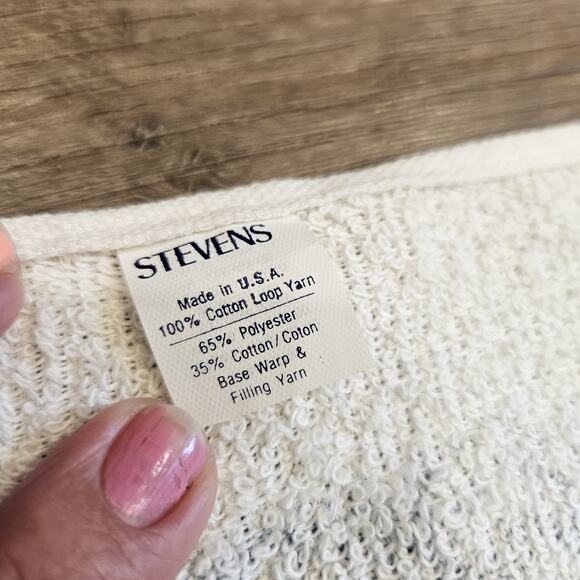 STEVENS
Made in U.S.A.
100% Cotton Loop Yarn
65% Polyester
35% Cotton/Coton
Base Warp &
Filling Yarn